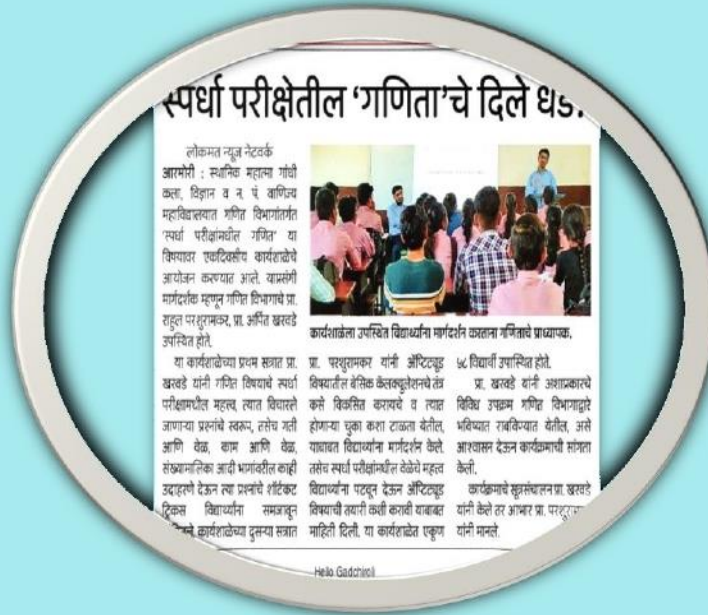 स्पर्धा परीक्षेतील ‘गणिता’चे दिले
लोकमत न्यूज नेटवर्क
आरमोरी : स्थानिक महात्मा गांधी
कला, विज्ञान व न. पं. वाणिज्य
महाविद्यालयात गणित विभागांतर्गत
'स्पर्धा परीक्षांमधील गणित' या
विषयावर एकदिवसीय कार्यशाळेचे
आयोजन करण्यात आले. याप्रसंगी
मार्गदर्शक म्हणून गणित विभागाचे प्रा.
राहुल परशुरामकर, प्रा. अर्पित खरवडे
उपस्थित होते.
या कार्यशाळेच्या प्रथम सत्रात प्रा.
खरवडे यांनी गणित विषयाचे स्पर्धा
परीक्षामधील महत्त्व, त्यात विचारले
जाणाऱ्या प्रश्नांचे स्वरूप, तसेच गती
आणि वेळ, काम आणि वेळ,
संख्यामालिका आदी भागांवरील काही
उदाहरणे देऊन त्या प्रश्नांचे शॉर्टकट
ट्रिक्स विद्यार्थ्यांना समजावून
कार्यशाळेच्या दुसऱ्या सत्रात
कार्यशाळेला उपस्थित विद्यार्थ्यांना मार्गदर्शन करताना गणिताचे प्राध्यापक.
प्रा. परशुरामकर यांनी ॲप्टिट्यूड
विषयातील बेसिक कॅलक्युलेशनचे तंत्र
कसे विकसित करायचे व त्यात
होणाऱ्या चुका कशा टाळता येतील,
याबाबत विद्यार्थ्यांना मार्गदर्शन केले.
तसेच स्पर्धा परीक्षांमधील वेळेचे महत्व
विद्यार्थ्यांना पटवून देऊन ॲप्टिट्यूड
विषयाची तयारी कशी करावी याबाबत
माहिती दिली. या कार्यशाळेत एकूण
५८ विद्यार्थी उपास्थित होते.
प्रा. खरवडे यांनी अशाप्रकारचे
विविध उपक्रम गणित विभागाद्वारे
भविष्यात राबविण्यात येतील, असे
आश्वासन देऊन कार्यक्रमाची सांगता
केली.
कार्यक्रमाचे सूत्रसंचालन प्रा. खरवडे
यांनी केले तर आभार प्रा.
यांनी मानले.
Hello Gadchiroli